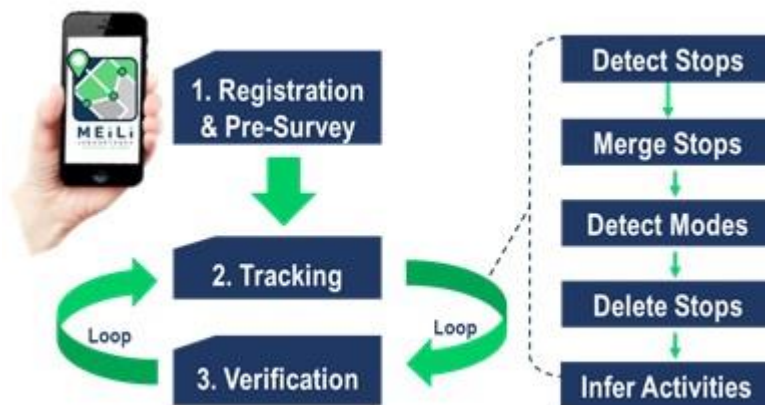 MEiLi
1. Registration
& Pre-Survey
2. Tracking
Loop
Loop
3. Verification
Detect Stops
Merge Stops
Detect Modes
Delete Stops
Infer Activities